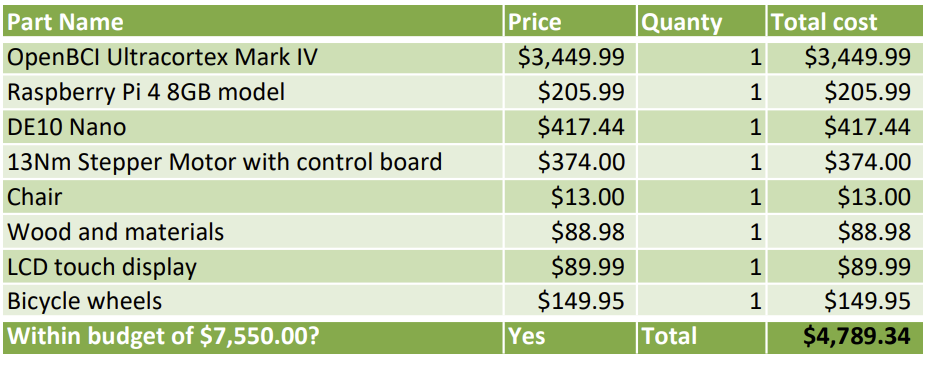 Part Name Price Quanty Total cost
OpenBCI Ultracortex Mark IV $3,449.99 1 $3,449.99
Raspberry Pi 4 8GB model $205.99 1 $205.99
DE10 Nano $417.44 1 $417.44
13Nm Stepper Motor with control board $374.00 1 $374.00
Chair $13.00 1 $13.00
Wood and materials $88.98 1 $88.98
LCD touch display $89.99 1 $89.99
Bicycle wheels $149.95 1 $149.95
Within budget of $7,550.00? Yes Total $4,789.34